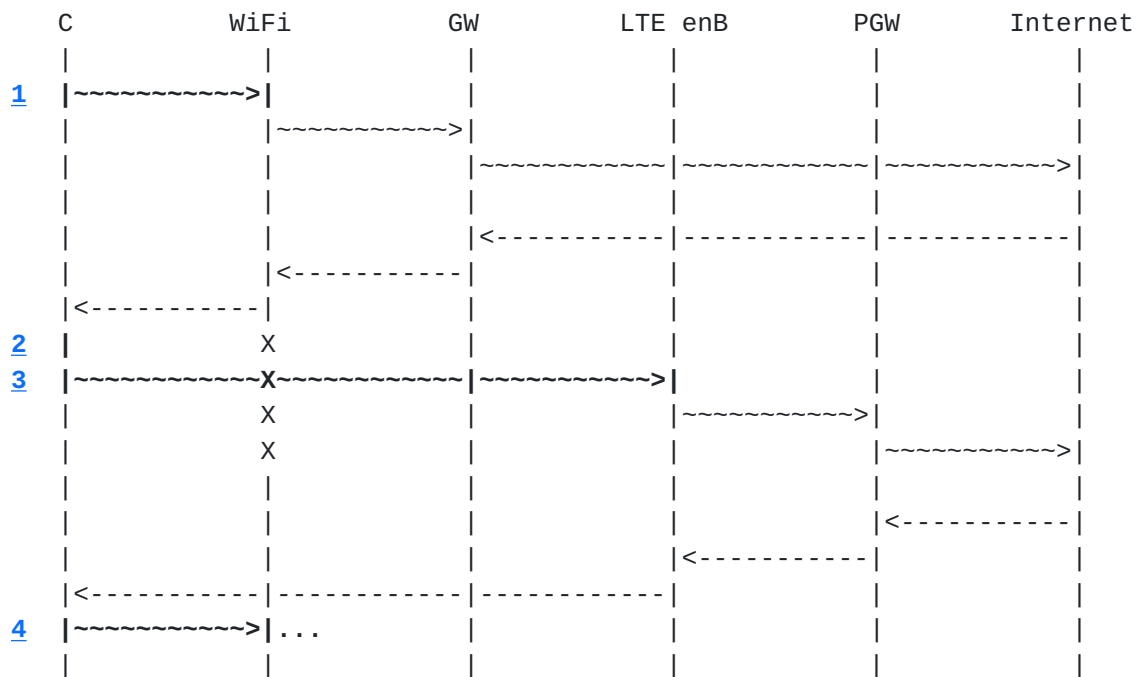 C          WiFi          GW         LTE enB        PGW       Internet
     |             |             |             |             |             |
1    |~~~~~~~~~~~~>|             |             |             |             |
     |             |~~~~~~~~~~~~>|             |             |             |
     |             |             |~~~~~~~~~~~~~|~~~~~~~~~~~~~|~~~~~~~~~~~~>|
     |             |             |             |             |             |
     |             |             |<------------|-------------|-------------|
     |             |<------------|             |             |             |
     |<------------|             |             |             |             |
2    |             X             |             |             |             |
3    |~~~~~~~~~~~~~X~~~~~~~~~~~~~|~~~~~~~~~~~~>|             |             |
     |             X             |             |~~~~~~~~~~~~>|             |
     |             X             |             |             |~~~~~~~~~~~~>|
     |             |             |             |             |             |
     |             |             |             |             |<------------|
     |             |             |             |<------------|             |
     |<------------|-------------|-------------|             |             |
4    |~~~~~~~~~~~~>|...          |             |             |             |
     |             |             |             |             |             |